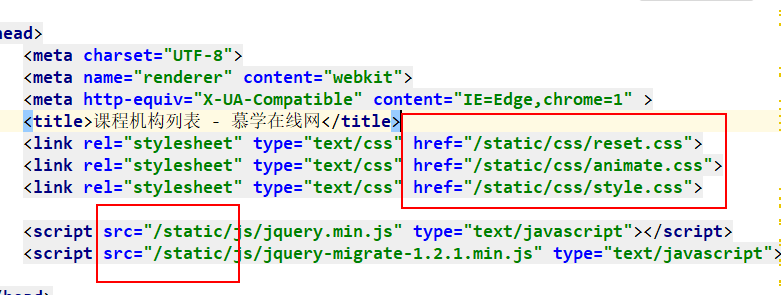 head>
<meta charset="UTF-8">
<meta name="renderer" content="webkit">
<meta http-equiv="X-UA-Compatible" content="IE=Edge,chrome=1" >
<title>课程机构列表 - 慕学在线网</title>
<link rel="stylesheet" type="text/css" href="/static/css/reset.css">
<link rel="stylesheet" type="text/css" href="/static/css/animate.css">
<link rel="stylesheet" type="text/css" href="/static/css/style.css">
<script src="/static/js/jquery.min.js" type="text/javascript"></script>
<script src="/static/js/jquery-migrate-1.2.1.min.js" type="text/javascript">
/head>